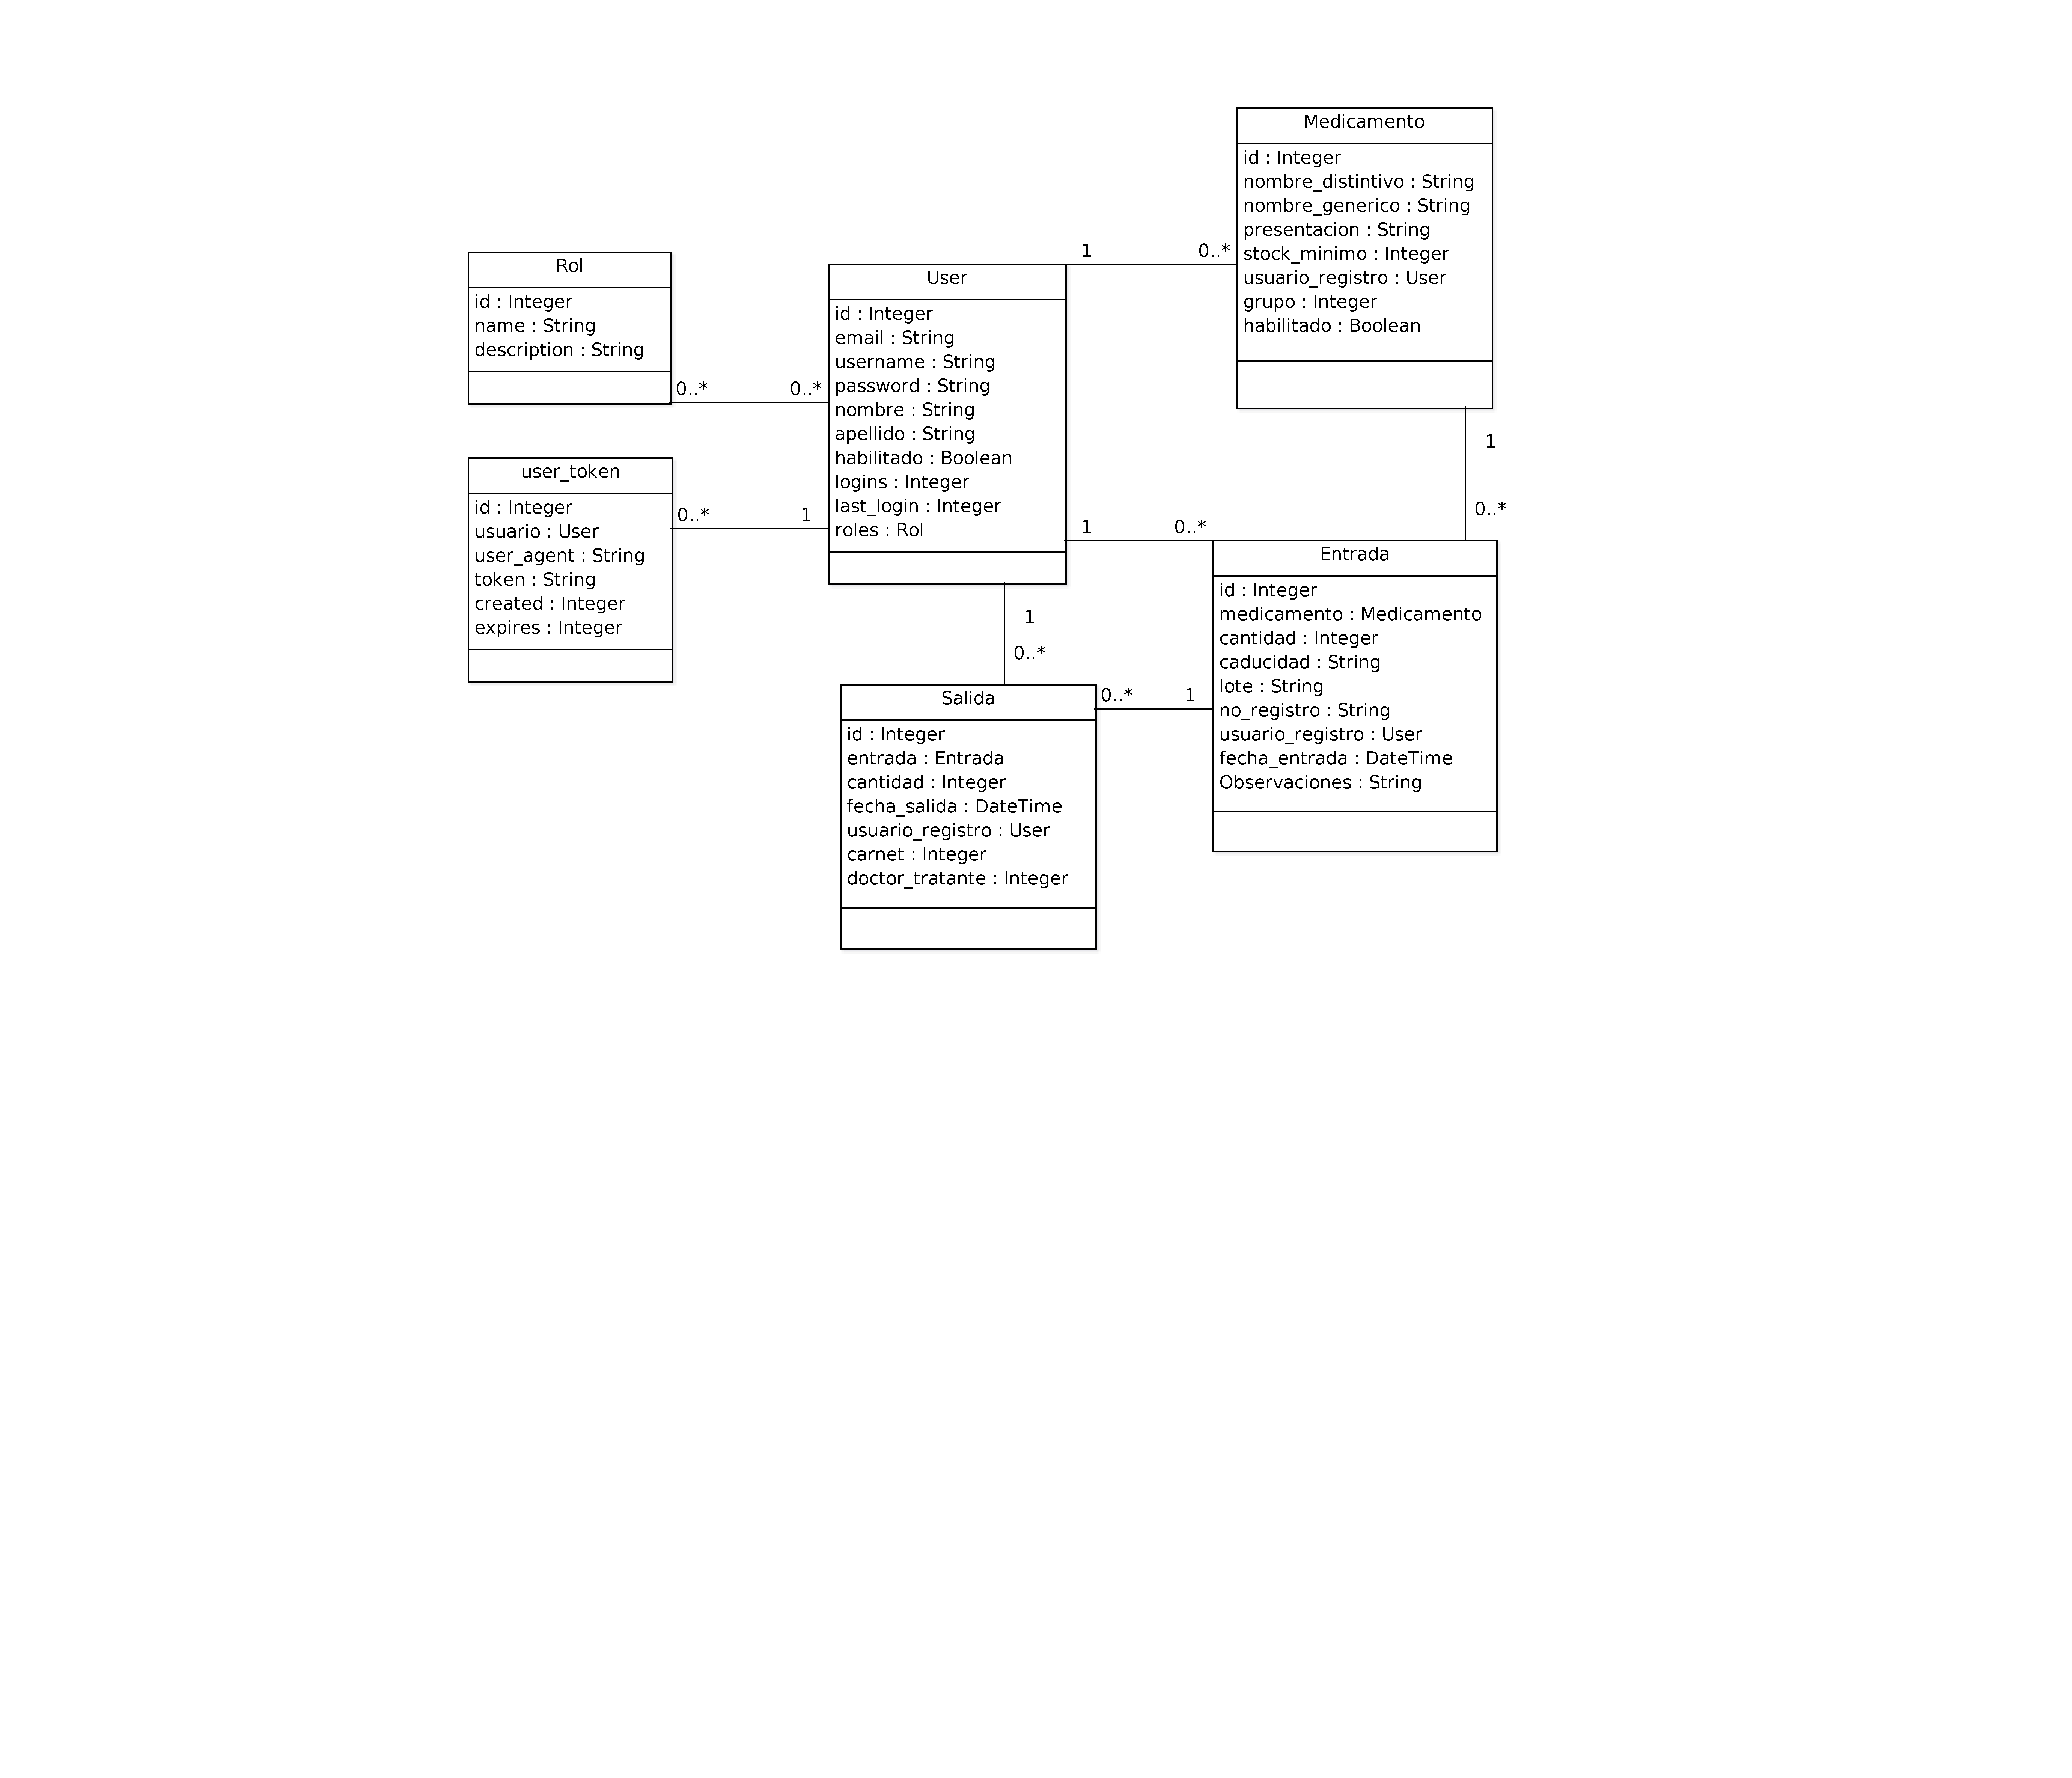 Medicamento
id : Integer
nombre_distintivo : String
nombre_generico : String
presentacion : String
stock_minimo : Integer
usuario_registro : User
grupo : Integer
habilitado : Boolean
Rol
id : Integer
name : String
description : String
1
0..*
User
id : Integer
email : String
username : String
password : String
nombre : String
apellido : String
habilitado : Boolean
logins : Integer
last_login : Integer
roles : Rol
0..*
0..*
user_token
id : Integer
usuario : User
user_agent : String
token : String
created : Integer
expires : Integer
0..*
1
1
0..*
1
0..*
Entrada
id : Integer
medicamento : Medicamento
cantidad : Integer
caducidad : String
lote : String
no_registro : String
usuario_registro : User
fecha_entrada : DateTime
Observaciones : String
1
0..*
Salida
id : Integer
entrada : Entrada
cantidad : Integer
fecha_salida : DateTime
usuario_registro : User
carnet : Integer
doctor_tratante : Integer
0..*
1